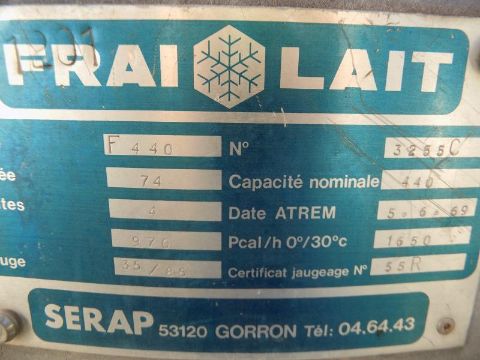 1201
FRAI LAIT
F 440 N° 3255C
ée 74 Capacité nominale 440
tes 4 Date ATREM 5.6.69
970 Pcal/h 0°/30°c 1650
uge 35/85 Certificat jaugeage N° 55R
SERAP 53120 GORRON Tél: 04.64.43